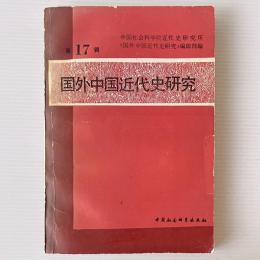 中国社会科学院近代史研究所
《国外中国近代史研究》编辑部编
第17辑
国外中国近代史研究
中国社会科学出版社